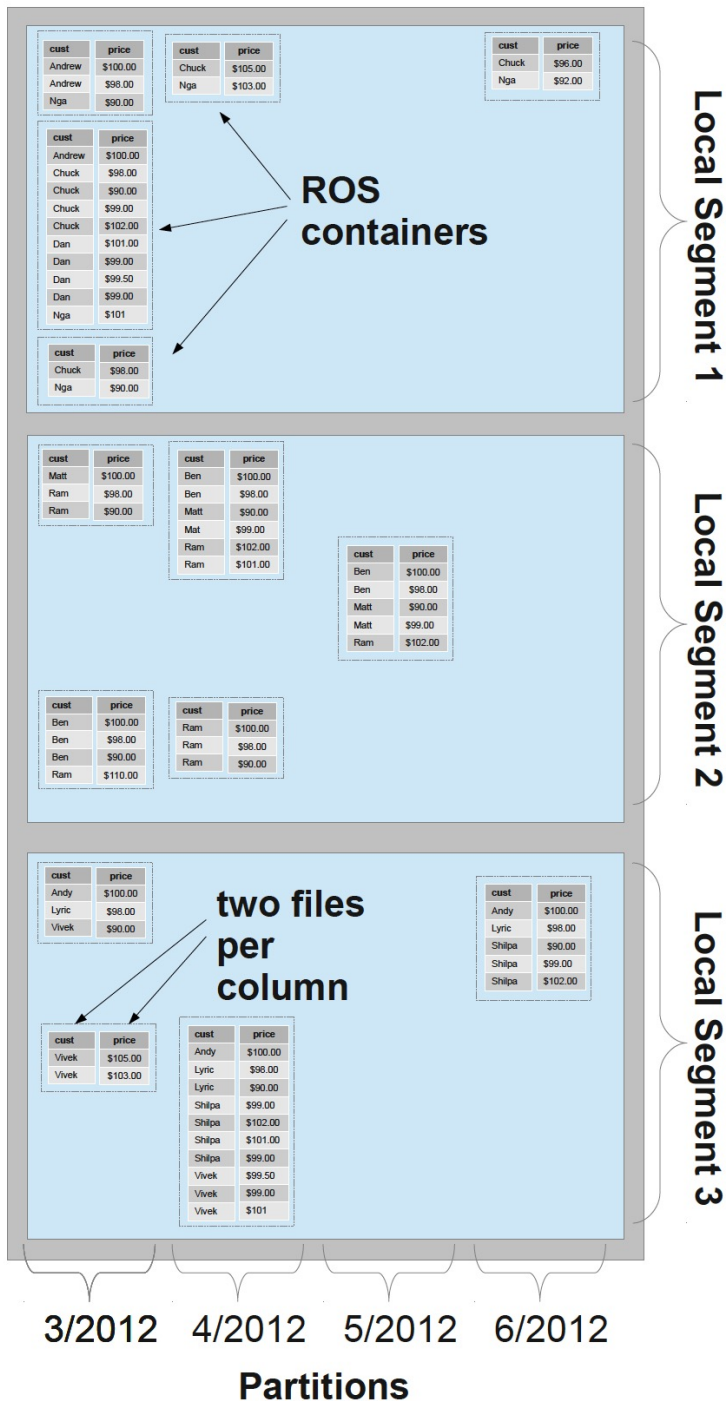 cust price
Andrew $100.00
Andrew $98.00
Nga $90.00
cust price
Chuck $105.00
Nga $103.00
cust price
Chuck $96.00
Nga $92.00
cust price
Andrew $100.00
Chuck $98.00
Chuck $90.00
Chuck $99.00
Chuck $102.00
Dan $101.00
Dan $99.00
Dan $99.50
Dan $99.00
Nga $101
ROS
containers
cust price
Chuck $98.00
Nga $90.00
Local Segment 1
cust price
Matt $100.00
Ram $98.00
Ram $90.00
cust price
Ben $100.00
Ben $98.00
Matt $90.00
Mat $99.00
Ram $102.00
Ram $101.00
cust price
Ben $100.00
Ben $98.00
Matt $90.00
Matt $99.00
Ram $102.00
cust price
Ben $100.00
Ben $98.00
Ben $90.00
Ram $110.00
cust price
Ram $100.00
Ram $98.00
Ram $90.00
Local Segment 2
cust price
Andy $100.00
Lyric $98.00
Vivek $90.00
two files
per
column
cust price
Andy $100.00
Lyric $98.00
Shilpa $90.00
Shilpa $99.00
Shilpa $102.00
cust price
Vivek $105.00
Vivek $103.00
cust price
Andy $100.00
Lyric $98.00
Lyric $90.00
Shilpa $99.00
Shilpa $102.00
Shilpa $101.00
Shilpa $99.00
Vivek $99.50
Vivek $99.00
Vivek $101
Local Segment 3
3/2012 4/2012 5/2012 6/2012
Partitions